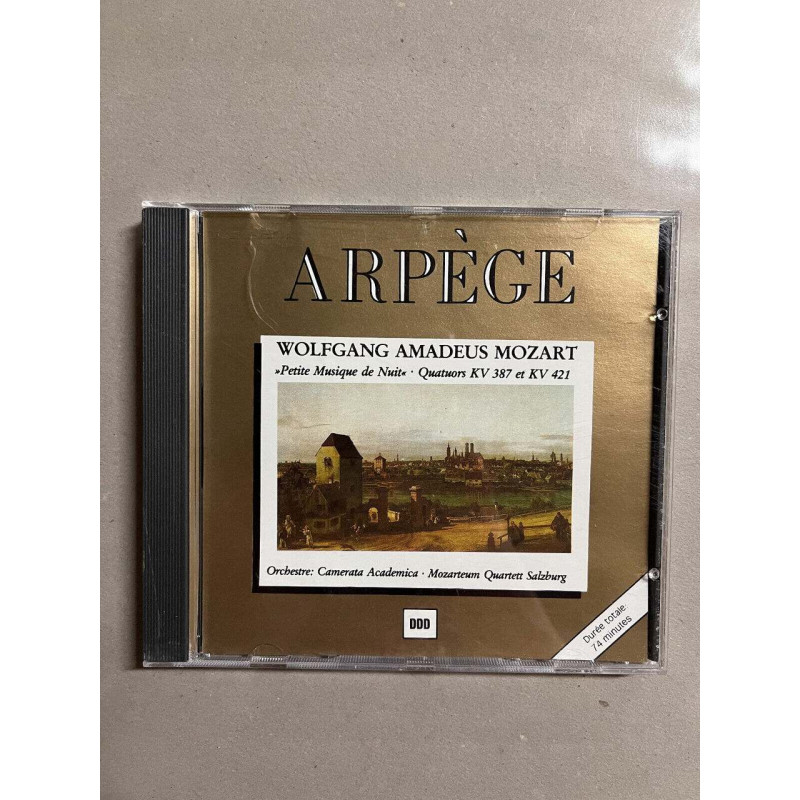 ARPÈGE
WOLFGANG AMADEUS MOZART
»Petite Musique de Nuit« · Quatuors KV 387 et KV 421
Orchestre: Camerata Academica · Mozarteum Quartett Salzburg
DDD
Durée totale
74 minutes